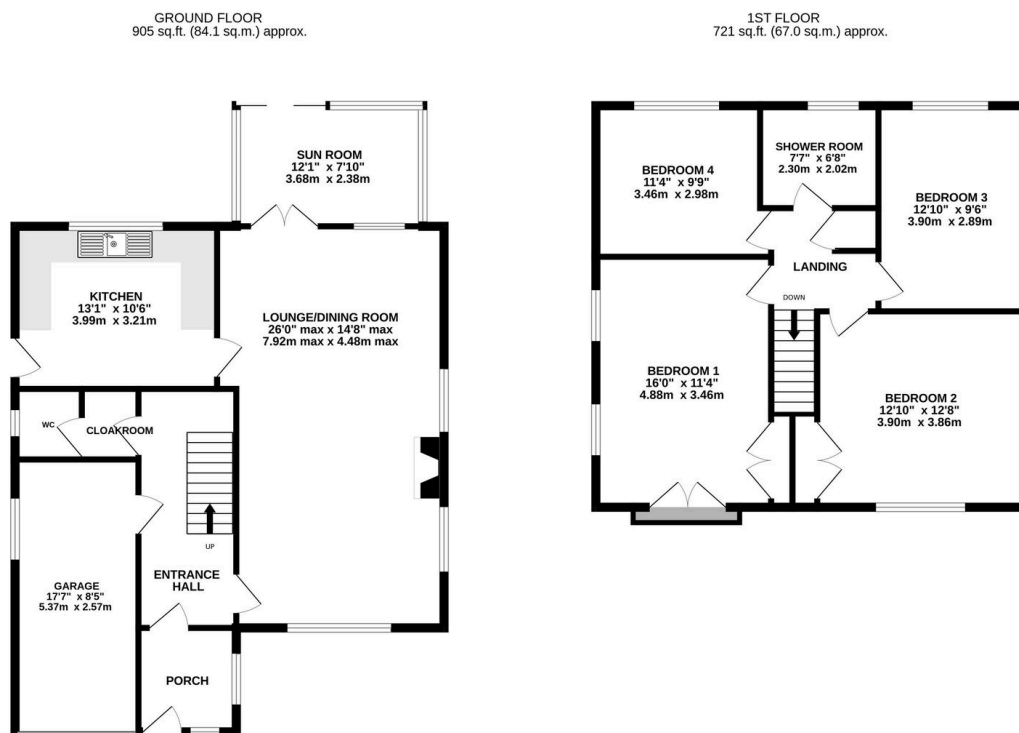 GROUND FLOOR
905 sq.ft. (84.1 sq.m.) approx.
SUN ROOM
12'1" x 7'10"
3.68m x 2.38m
KITCHEN
13'1" x 10'6"
3.99m x 3.21m
LOUNGE/DINING ROOM
26'0" max x 14'8" max
7.92m max x 4.48m max
WC
CLOAKROOM
UP
ENTRANCE
HALL
GARAGE
17'7" x 8'5"
5.37m x 2.57m
PORCH
1ST FLOOR
721 sq.ft. (67.0 sq.m.) approx.
BEDROOM 4
11'4" x 9'9"
3.46m x 2.98m
SHOWER ROOM
7'7" x 6'8"
2.30m x 2.02m
BEDROOM 3
12'10" x 9'6"
3.90m x 2.89m
LANDING
DOWN
BEDROOM 1
16'0" x 11'4"
4.88m x 3.46m
BEDROOM 2
12'10" x 12'8"
3.90m x 3.86m